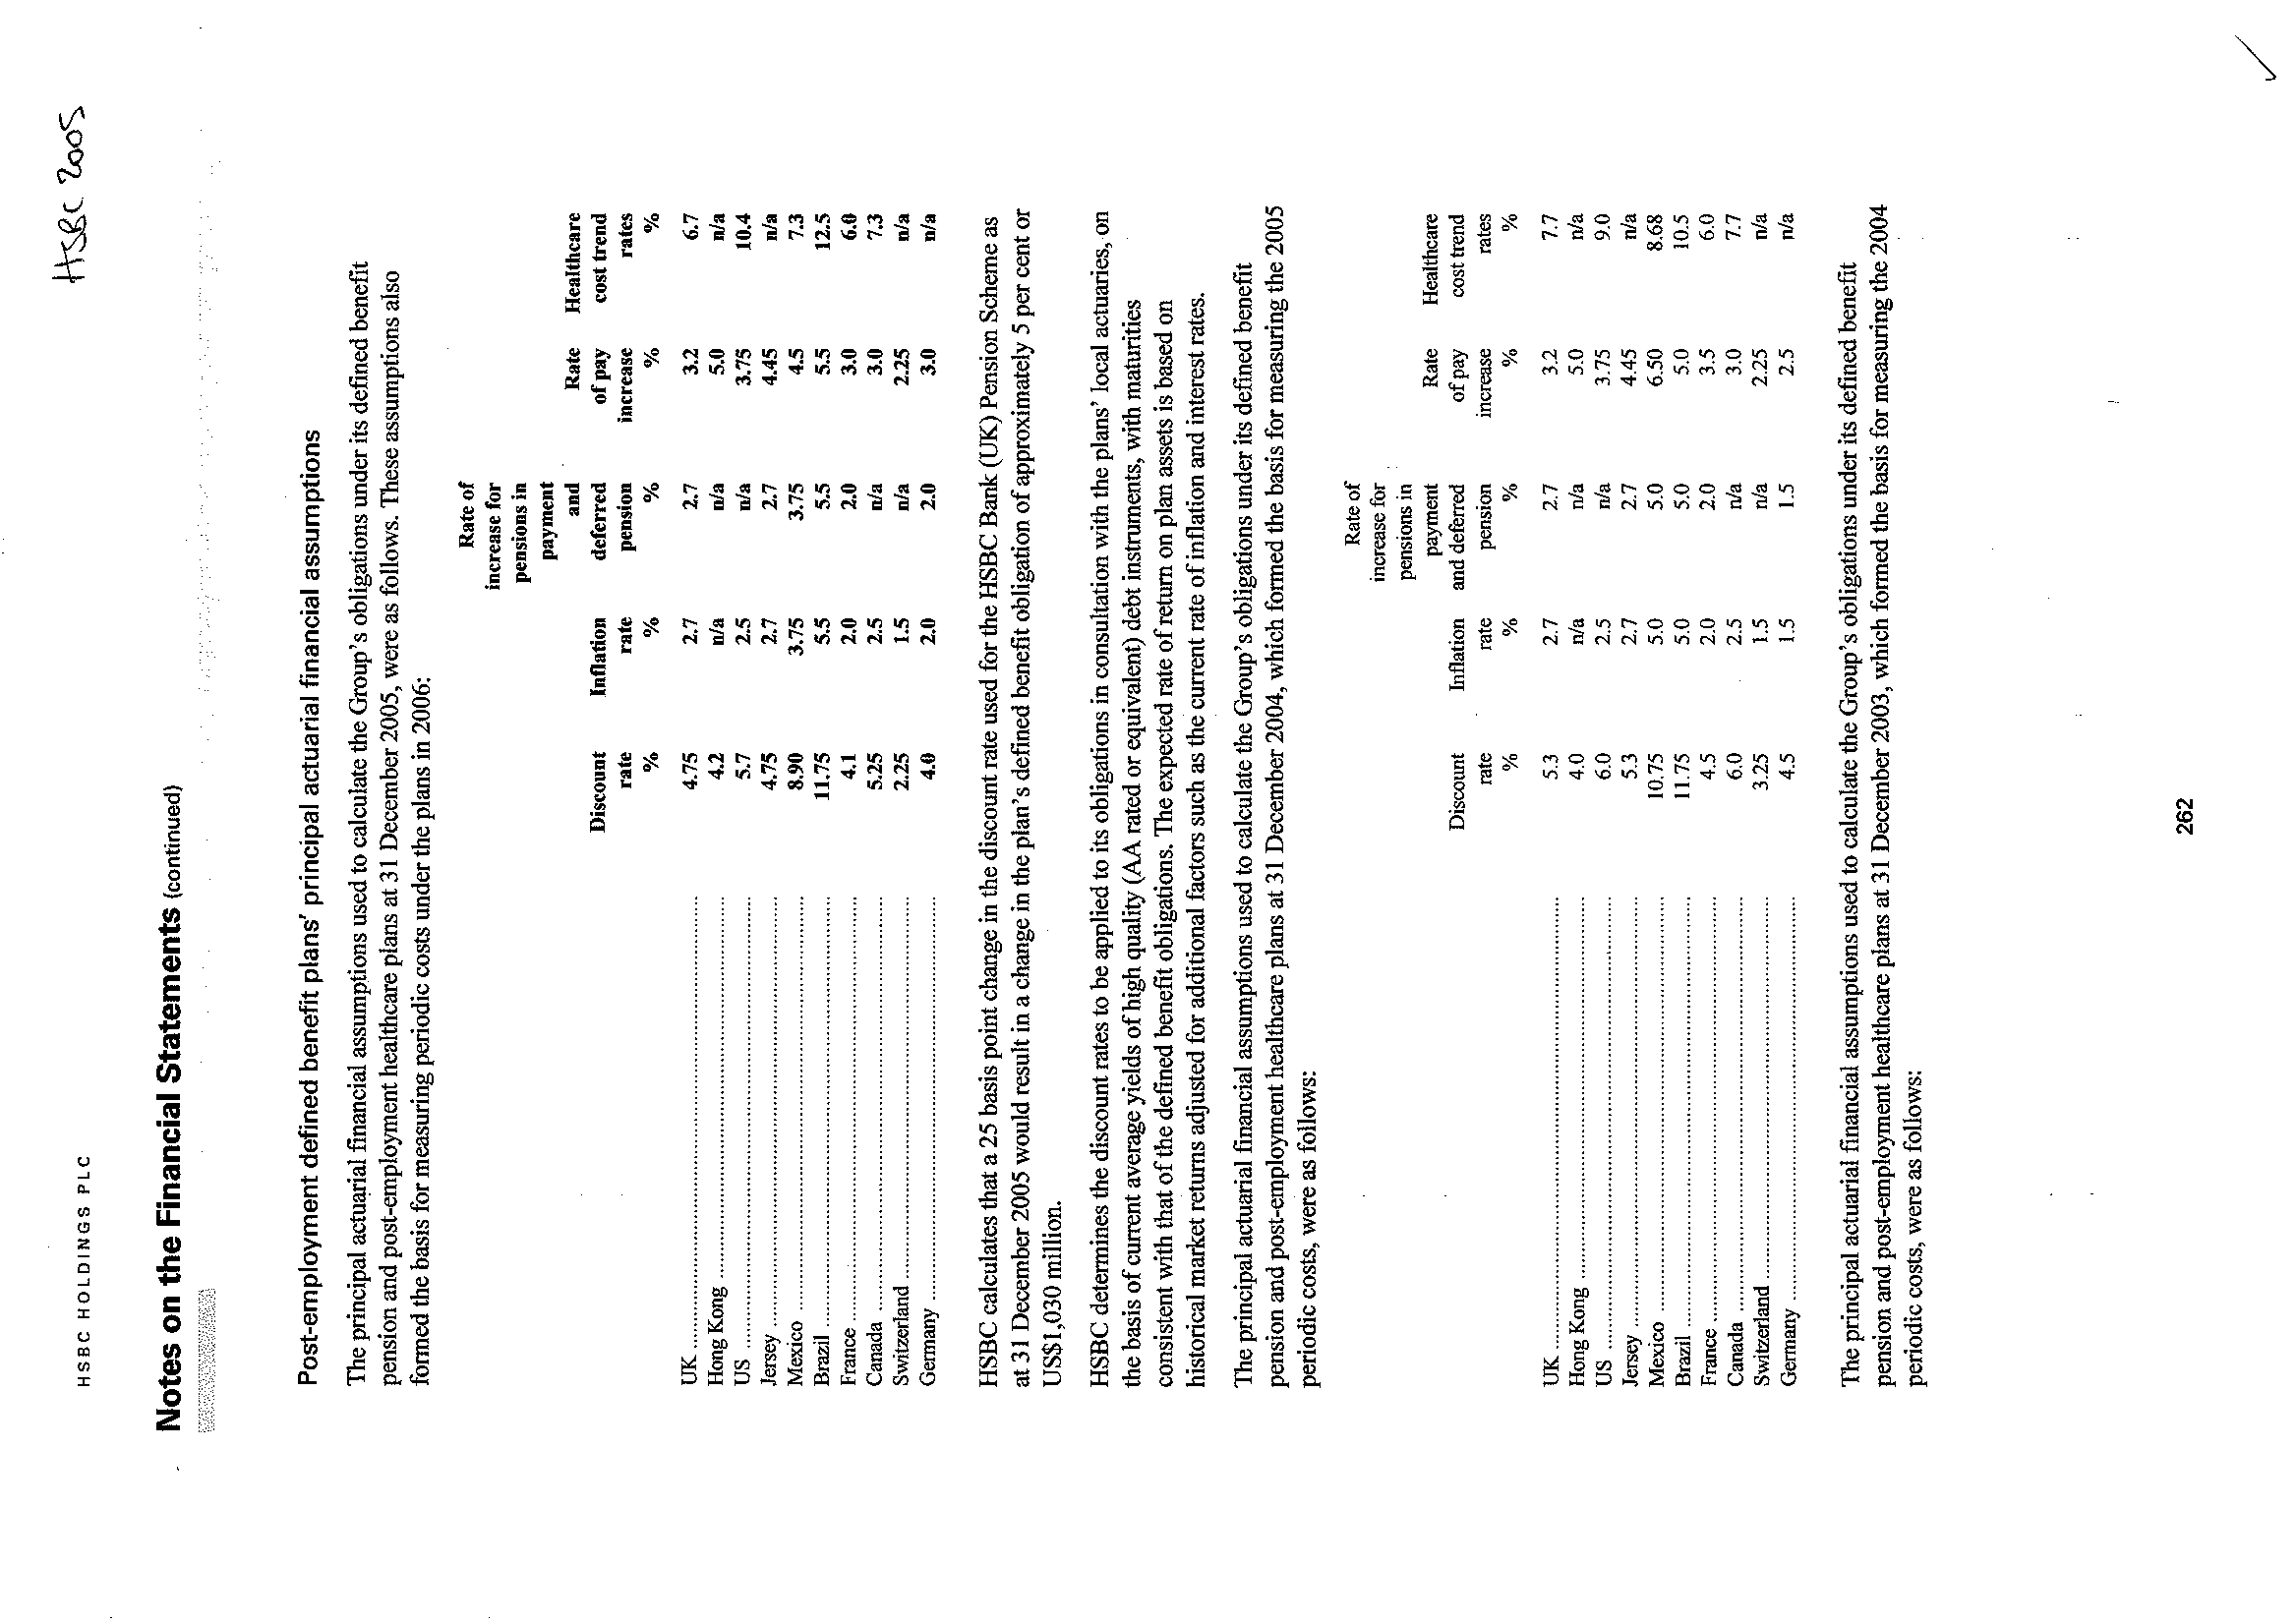 HSBC 2005
HSBC HOLDINGS PLC
Notes on the Financial Statements (continued)
Post-employment defined benefit plans' principal actuarial financial assumptions
The principal actuarial financial assumptions used to calculate the Group's obligations under its defined benefit
pension and post-employment healthcare plans at 31 December 2005, were as follows. These assumptions also
formed the basis for measuring periodic costs under the plans in 2006:
Rate of
increase for
pensions in
payment
and Rate Healthcare
Discount Inflation deferred of pay cost trend
rate rate pension increase rates
% % % % %
UK 4.75 2.7 2.7 3.2 6.7
Hong Kong 4.2 n/a n/a 5.0 n/a
US 5.7 2.5 n/a 3.75 10.4
Jersey 4.75 2.7 2.7 4.45 n/a
Mexico 8.90 3.75 3.75 4.5 7.3
Brazil 11.75 5.5 5.5 5.5 12.5
France 4.1 2.0 2.0 3.0 6.0
Canada 5.25 2.5 n/a 3.0 7.3
Switzerland 2.25 1.5 n/a 2.25 n/a
Germany 4.0 2.0 2.0 3.0 n/a
HSBC calculates that a 25 basis point change in the discount rate used for the HSBC Bank (UK) Pension Scheme as
at 31 December 2005 would result in a change in the plan's defined benefit obligation of approximately 5 per cent or
US$1,030 million.
HSBC determines the discount rates to be applied to its obligations in consultation with the plans' local actuaries, on
the basis of current average yields of high quality (AA rated or equivalent) debt instruments, with maturities
consistent with that of the defined benefit obligations. The expected rate of return on plan assets is based on
historical market returns adjusted for additional factors such as the current rate of inflation and interest rates.
The principal actuarial financial assumptions used to calculate the Group's obligations under its defined benefit
pension and post-employment healthcare plans at 31 December 2004, which formed the basis for measuring the 2005
periodic costs, were as follows:
Rate of
increase for
pensions in
payment Rate Healthcare
Discount Inflation and deferred of pay cost trend
rate rate pension increase rates
% % % % %
UK 5.3 2.7 2.7 3.2 7.7
Hong Kong 4.0 n/a n/a 5.0 n/a
US 6.0 2.5 n/a 3.75 9.0
Jersey 5.3 2.7 2.7 4.45 n/a
Mexico 10.75 5.0 5.0 6.50 8.68
Brazil 11.75 5.0 5.0 5.0 10.5
France 4.5 2.0 2.0 3.5 6.0
Canada 6.0 2.5 n/a 3.0 7.7
Switzerland 3.25 1.5 n/a 2.25 n/a
Germany 4.5 1.5 1.5 2.5 n/a
The principal actuarial financial assumptions used to calculate the Group's obligations under its defined benefit
pension and post-employment healthcare plans at 31 December 2003, which formed the basis for measuring the 2004
periodic costs, were as follows:
262